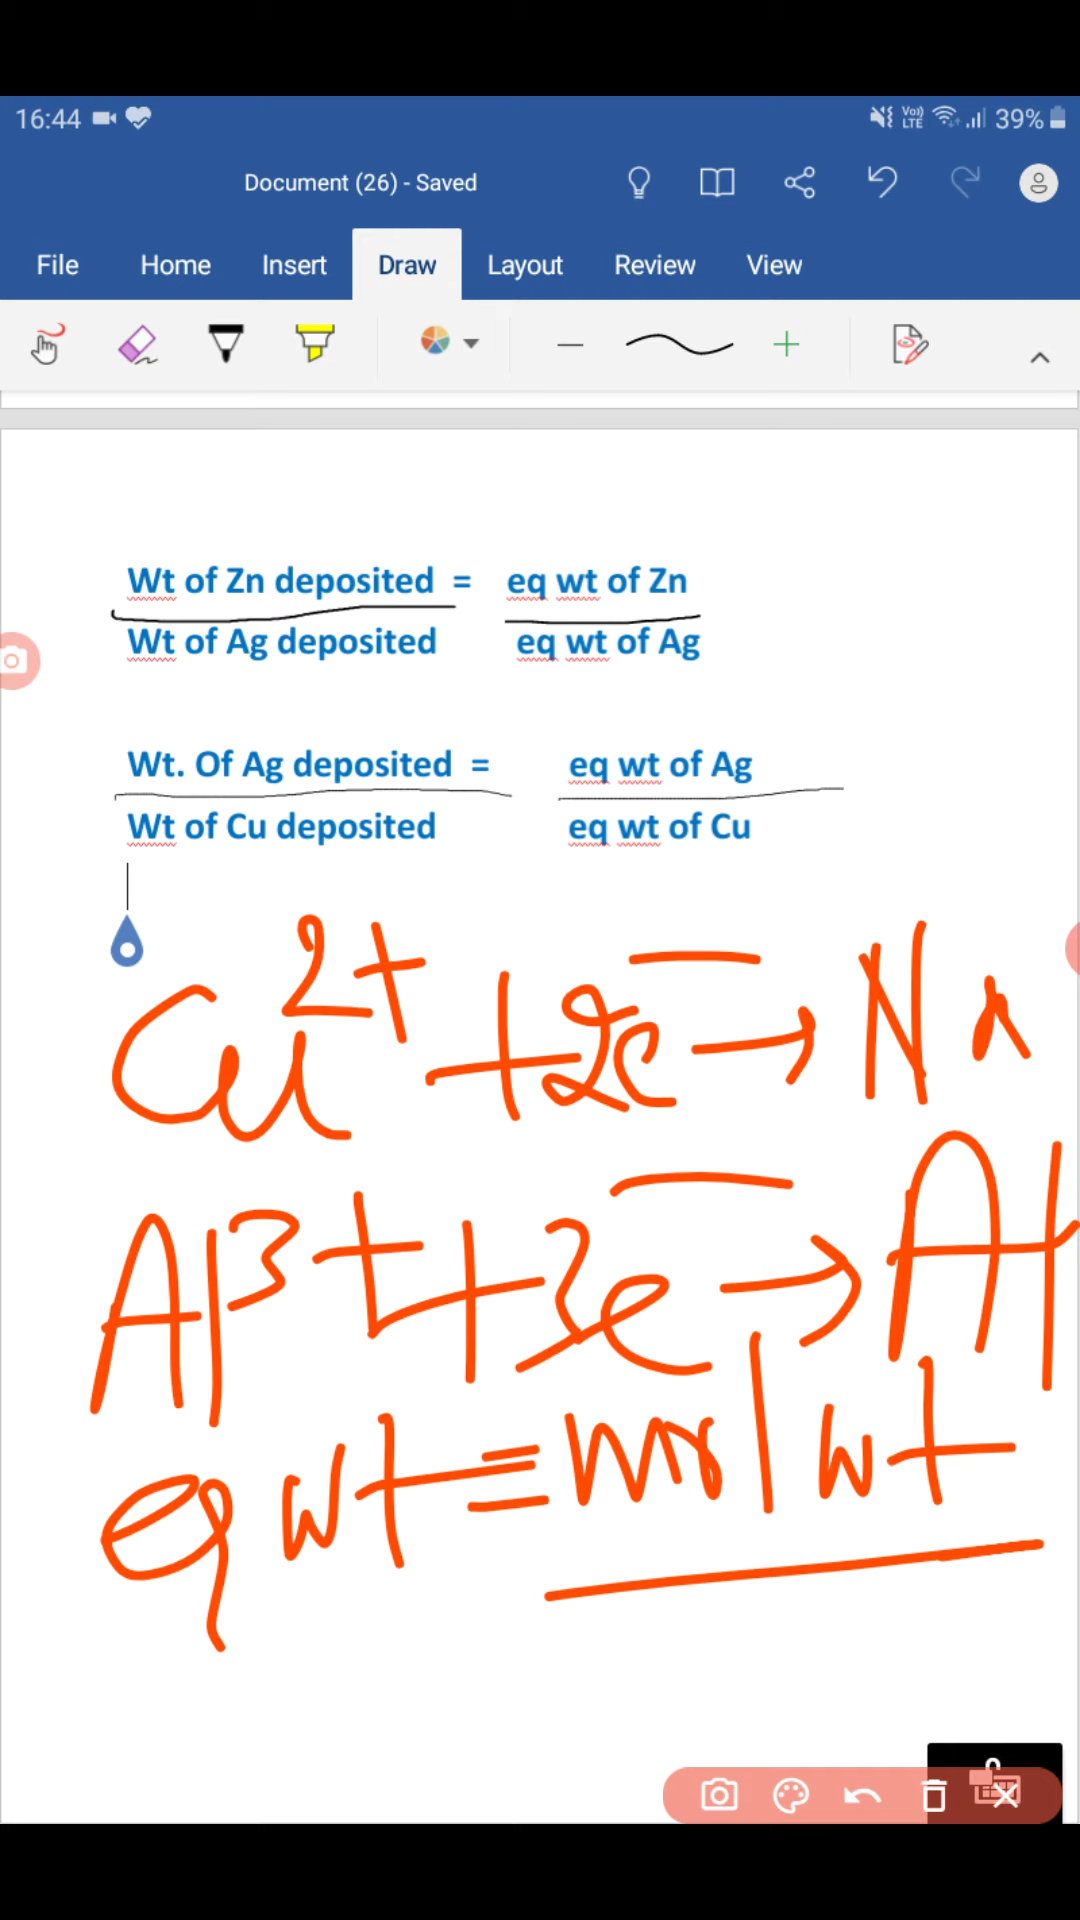 16:44 Vo)) LTE 39%
Document (26) - Saved
File Home Insert Draw Layout Review View
Wt of Zn deposited = eq wt of Zn
Wt of Ag deposited eq wt of Ag
Wt. Of Ag deposited = eq wt of Ag
Wt of Cu deposited eq wt of Cu
Cu²⁺ + 2e⁻ → Na
Al³⁺ + 3e⁻ → Al
eq wt = mol wt